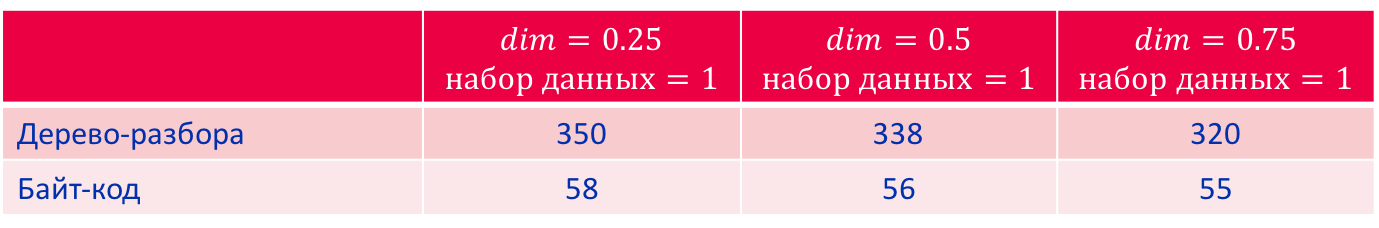 dim = 0.25
набор данных = 1
dim = 0.5
набор данных = 1
dim = 0.75
набор данных = 1
Дерево-разбора 350 338 320
Байт-код 58 56 55